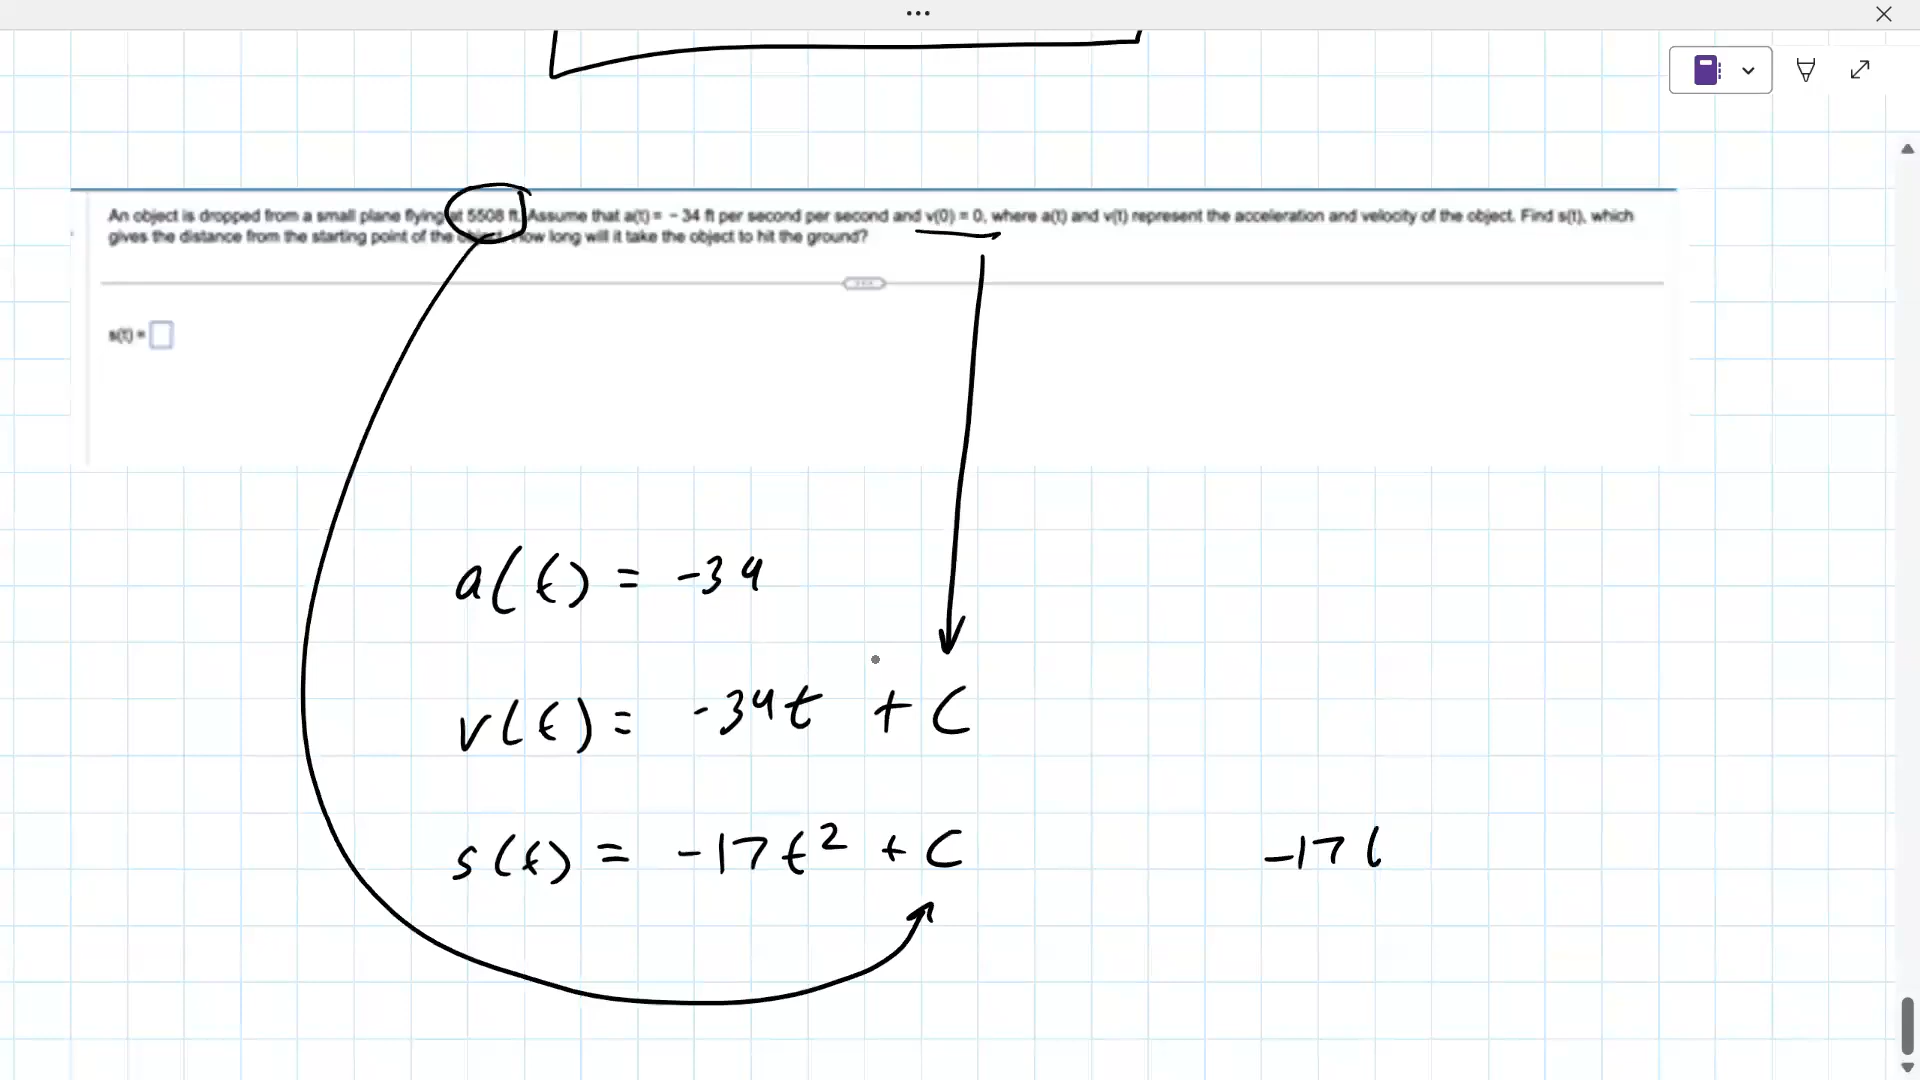 An object is dropped from a small plane flying at 5508 ft. Assume that a(t) = − 34 ft per second per second and v(0) = 0, where a(t) and v(t) represent the acceleration and velocity of the object. Find s(t), which
gives the distance from the starting point of the object. How long will it take the object to hit the ground?
s(t) =
a(t) = -34
v(t) = -34t + C
s(t) = -17t² + C
-17(